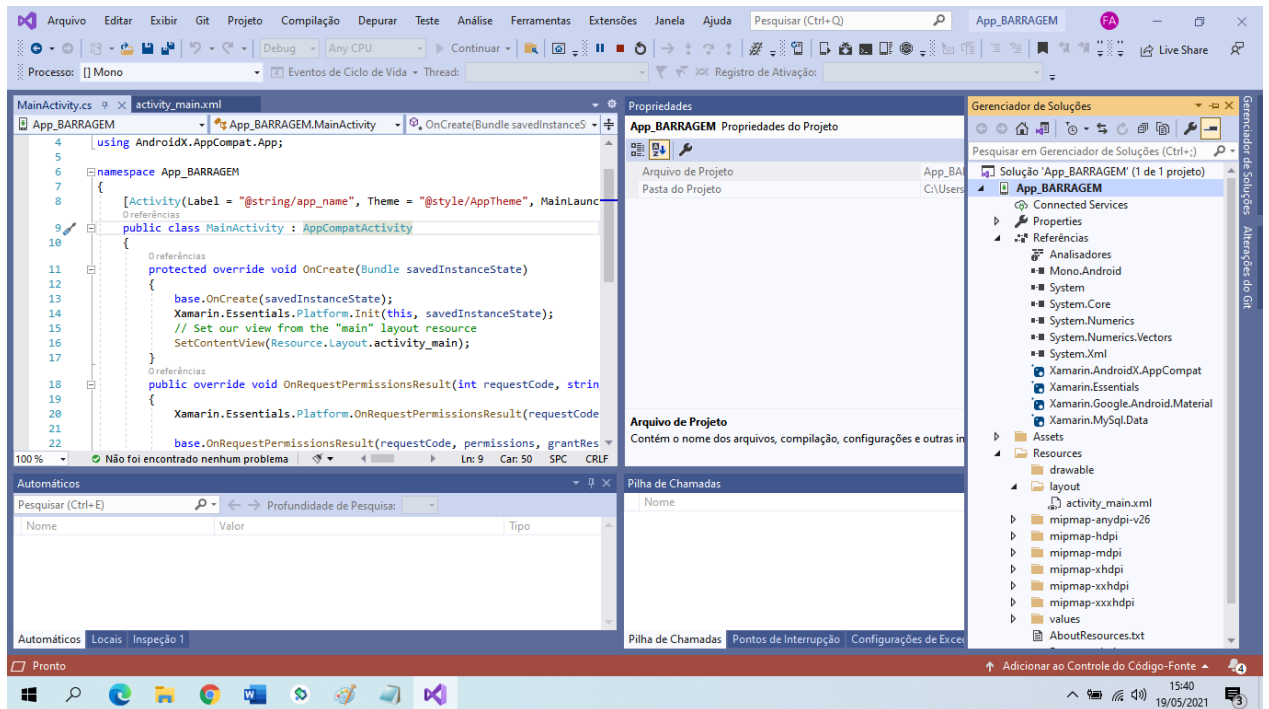 Arquivo Editar Exibir Git Projeto Compilação Depurar Teste Análise Ferramentas Extensões Janela Ajuda Pesquisar (Ctrl+Q) App_BARRAGEM FA
Debug Any CPU Continuar Live Share
Processo: [] Mono Eventos de Ciclo de Vida Thread: Registro de Ativação:
MainActivity.cs activity_main.xml
App_BARRAGEM App_BARRAGEM.MainActivity OnCreate(Bundle savedInstanceS
4 using AndroidX.AppCompat.App;
5
6 namespace App_BARRAGEM
7 {
8 [Activity(Label = "@string/app_name", Theme = "@style/AppTheme", MainLaunc
0 referências
9 public class MainActivity : AppCompatActivity
10 {
0 referências
11 protected override void OnCreate(Bundle savedInstanceState)
12 {
13 base.OnCreate(savedInstanceState);
14 Xamarin.Essentials.Platform.Init(this, savedInstanceState);
15 // Set our view from the "main" layout resource
16 SetContentView(Resource.Layout.activity_main);
17 }
0 referências
18 public override void OnRequestPermissionsResult(int requestCode, strin
19 {
20 Xamarin.Essentials.Platform.OnRequestPermissionsResult(requestCode
21
22 base.OnRequestPermissionsResult(requestCode, permissions, grantRes
100 % Não foi encontrado nenhum problema Ln: 9 Car: 50 SPC CRLF
Propriedades
App_BARRAGEM Propriedades do Projeto
Arquivo de Projeto App_BAI
Pasta do Projeto C:\Users
Arquivo de Projeto
Contém o nome dos arquivos, compilação, configurações e outras in
Gerenciador de Soluções
Pesquisar em Gerenciador de Soluções (Ctrl+;)
Solução 'App_BARRAGEM' (1 de 1 projeto)
App_BARRAGEM
Connected Services
Properties
Referências
Analisadores
Mono.Android
System
System.Core
System.Numerics
System.Numerics.Vectors
System.Xml
Xamarin.AndroidX.AppCompat
Xamarin.Essentials
Xamarin.Google.Android.Material
Xamarin.MySql.Data
Assets
Resources
drawable
layout
activity_main.xml
mipmap-anydpi-v26
mipmap-hdpi
mipmap-mdpi
mipmap-xhdpi
mipmap-xxhdpi
mipmap-xxxhdpi
values
AboutResources.txt
Gerenciador de Soluções
Alterações do Git
Automáticos
Pesquisar (Ctrl+E) Profundidade de Pesquisa:
Nome Valor Tipo
Automáticos Locais Inspeção 1
Pilha de Chamadas
Nome
Pilha de Chamadas Pontos de Interrupção Configurações de Exce
Pronto Adicionar ao Controle do Código-Fonte 4
15:40
19/05/2021 3